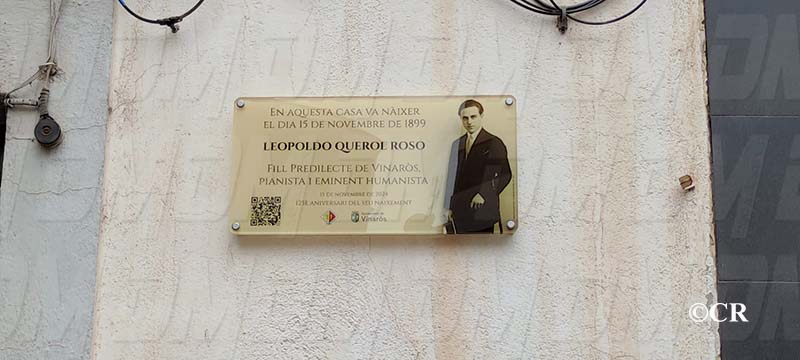 En aquesta casa va nàixer
el dia 15 de novembre de 1899
LEOPOLDO QUEROL ROSO
Fill Predilecte de Vinaròs,
pianista i eminent humanista
15 de novembre de 2024
125è aniversari del seu naixement
Vinaròs
©CR